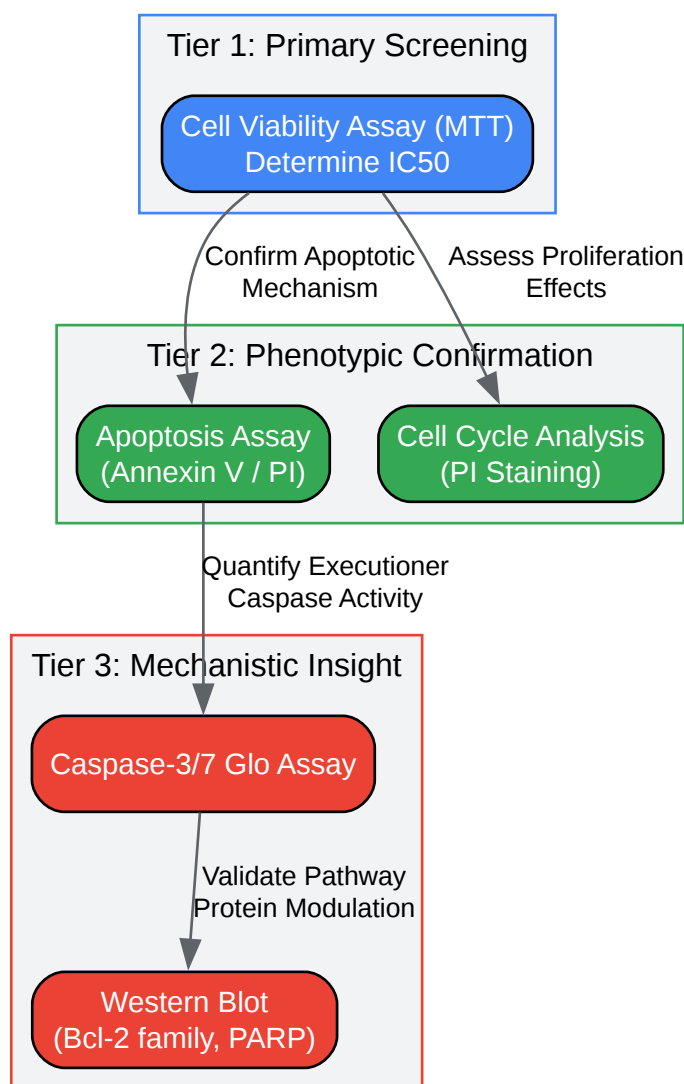 Tier 1: Primary Screening
Cell Viability Assay (MTT)
Determine IC50
Confirm Apoptotic
Mechanism
Assess Proliferation
Effects
Tier 2: Phenotypic Confirmation
Apoptosis Assay
(Annexin V / PI)
Cell Cycle Analysis
(PI Staining)
Quantify Executioner
Caspase Activity
Tier 3: Mechanistic Insight
Caspase-3/7 Glo Assay
Validate Pathway
Protein Modulation
Western Blot
(Bcl-2 family, PARP)